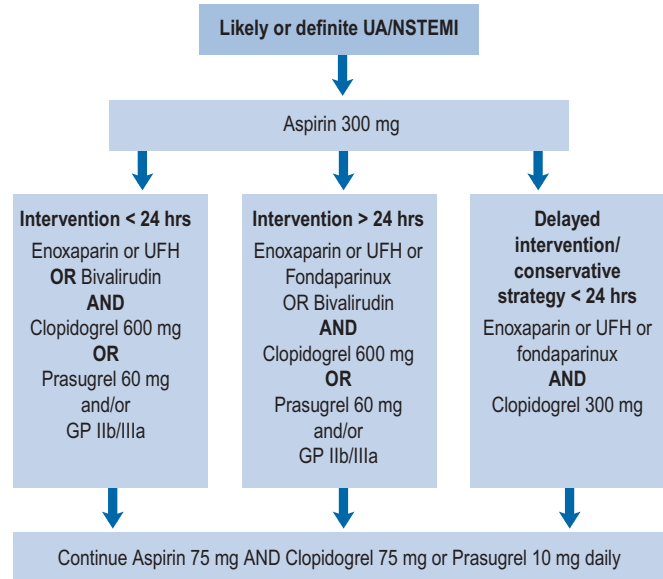 Likely or definite UA/NSTEMI
Aspirin 300 mg
Intervention < 24 hrs
Enoxaparin or UFH
OR Bivalirudin
AND
Clopidogrel 600 mg
OR
Prasugrel 60 mg
and/or
GP IIb/IIIa
Intervention > 24 hrs
Enoxaparin or UFH or
Fondaparinux
OR Bivalirudin
AND
Clopidogrel 600 mg
OR
Prasugrel 60 mg
and/or
GP IIb/IIIa
Delayed
intervention/
conservative
strategy < 24 hrs
Enoxaparin or UFH or
fondaparinux
AND
Clopidogrel 300 mg
Continue Aspirin 75 mg AND Clopidogrel 75 mg or Prasugrel 10 mg daily